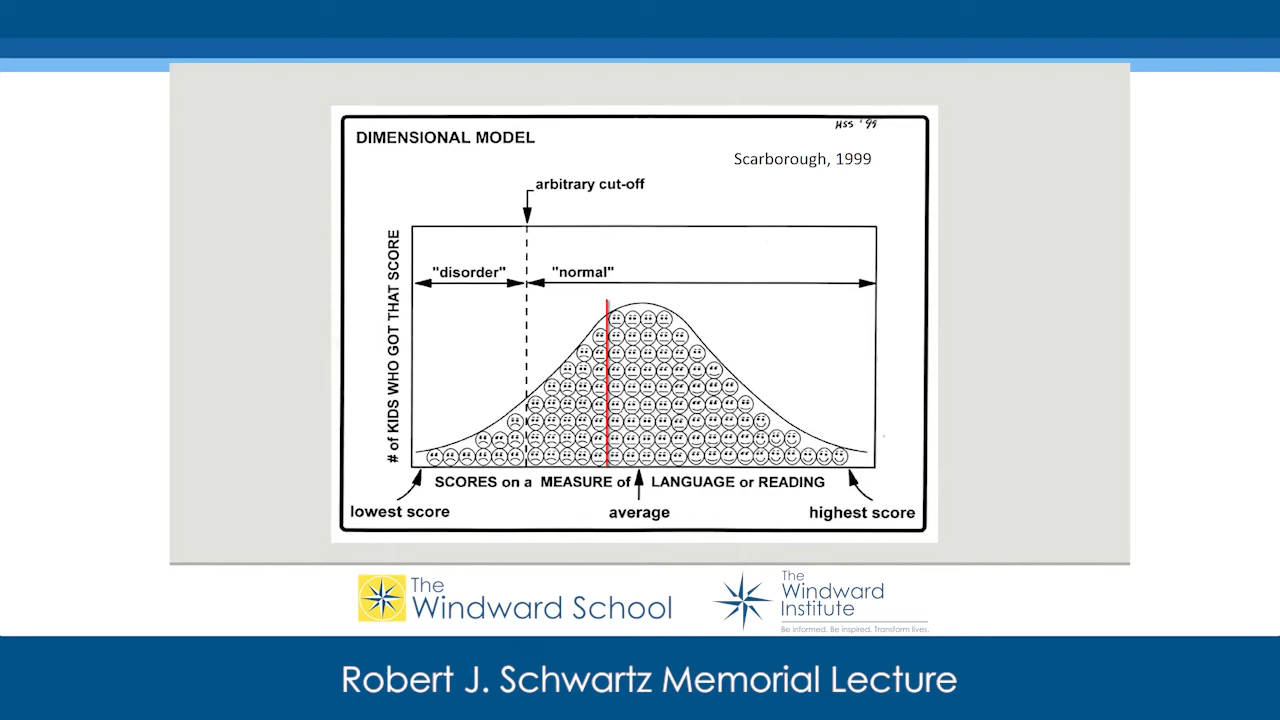 HSS '99
DIMENSIONAL MODEL
Scarborough, 1999
arbitrary cut-off
# of KIDS WHO GOT THAT SCORE
"disorder"
"normal"
SCORES on a MEASURE of LANGUAGE or READING
lowest score
average
highest score
The
Windward School
The
Windward
Institute
Be informed. Be inspired. Transform lives.
Robert J. Schwartz Memorial Lecture